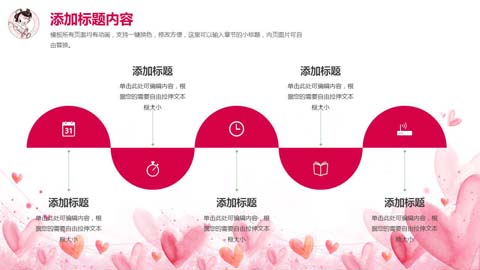 添加标题内容
模板所有页面均有动画，支持一键换色，修改方便，这里可以输入章节的小标题，内页图片可自
由替换。
添加标题
单击此处可编辑内容，根
据您的需要自由拉伸文本
框大小
添加标题
单击此处可编辑内容，根
据您的需要自由拉伸文本
框大小
31
添加标题
单击此处可编辑内容，根
据您的需要自由拉伸文本
框大小
添加标题
单击此处可编辑内容，根
据您的需要自由拉伸文本
框大小
添加标题
单击此处可编辑内容，根
据您的需要自由拉伸文本
框大小